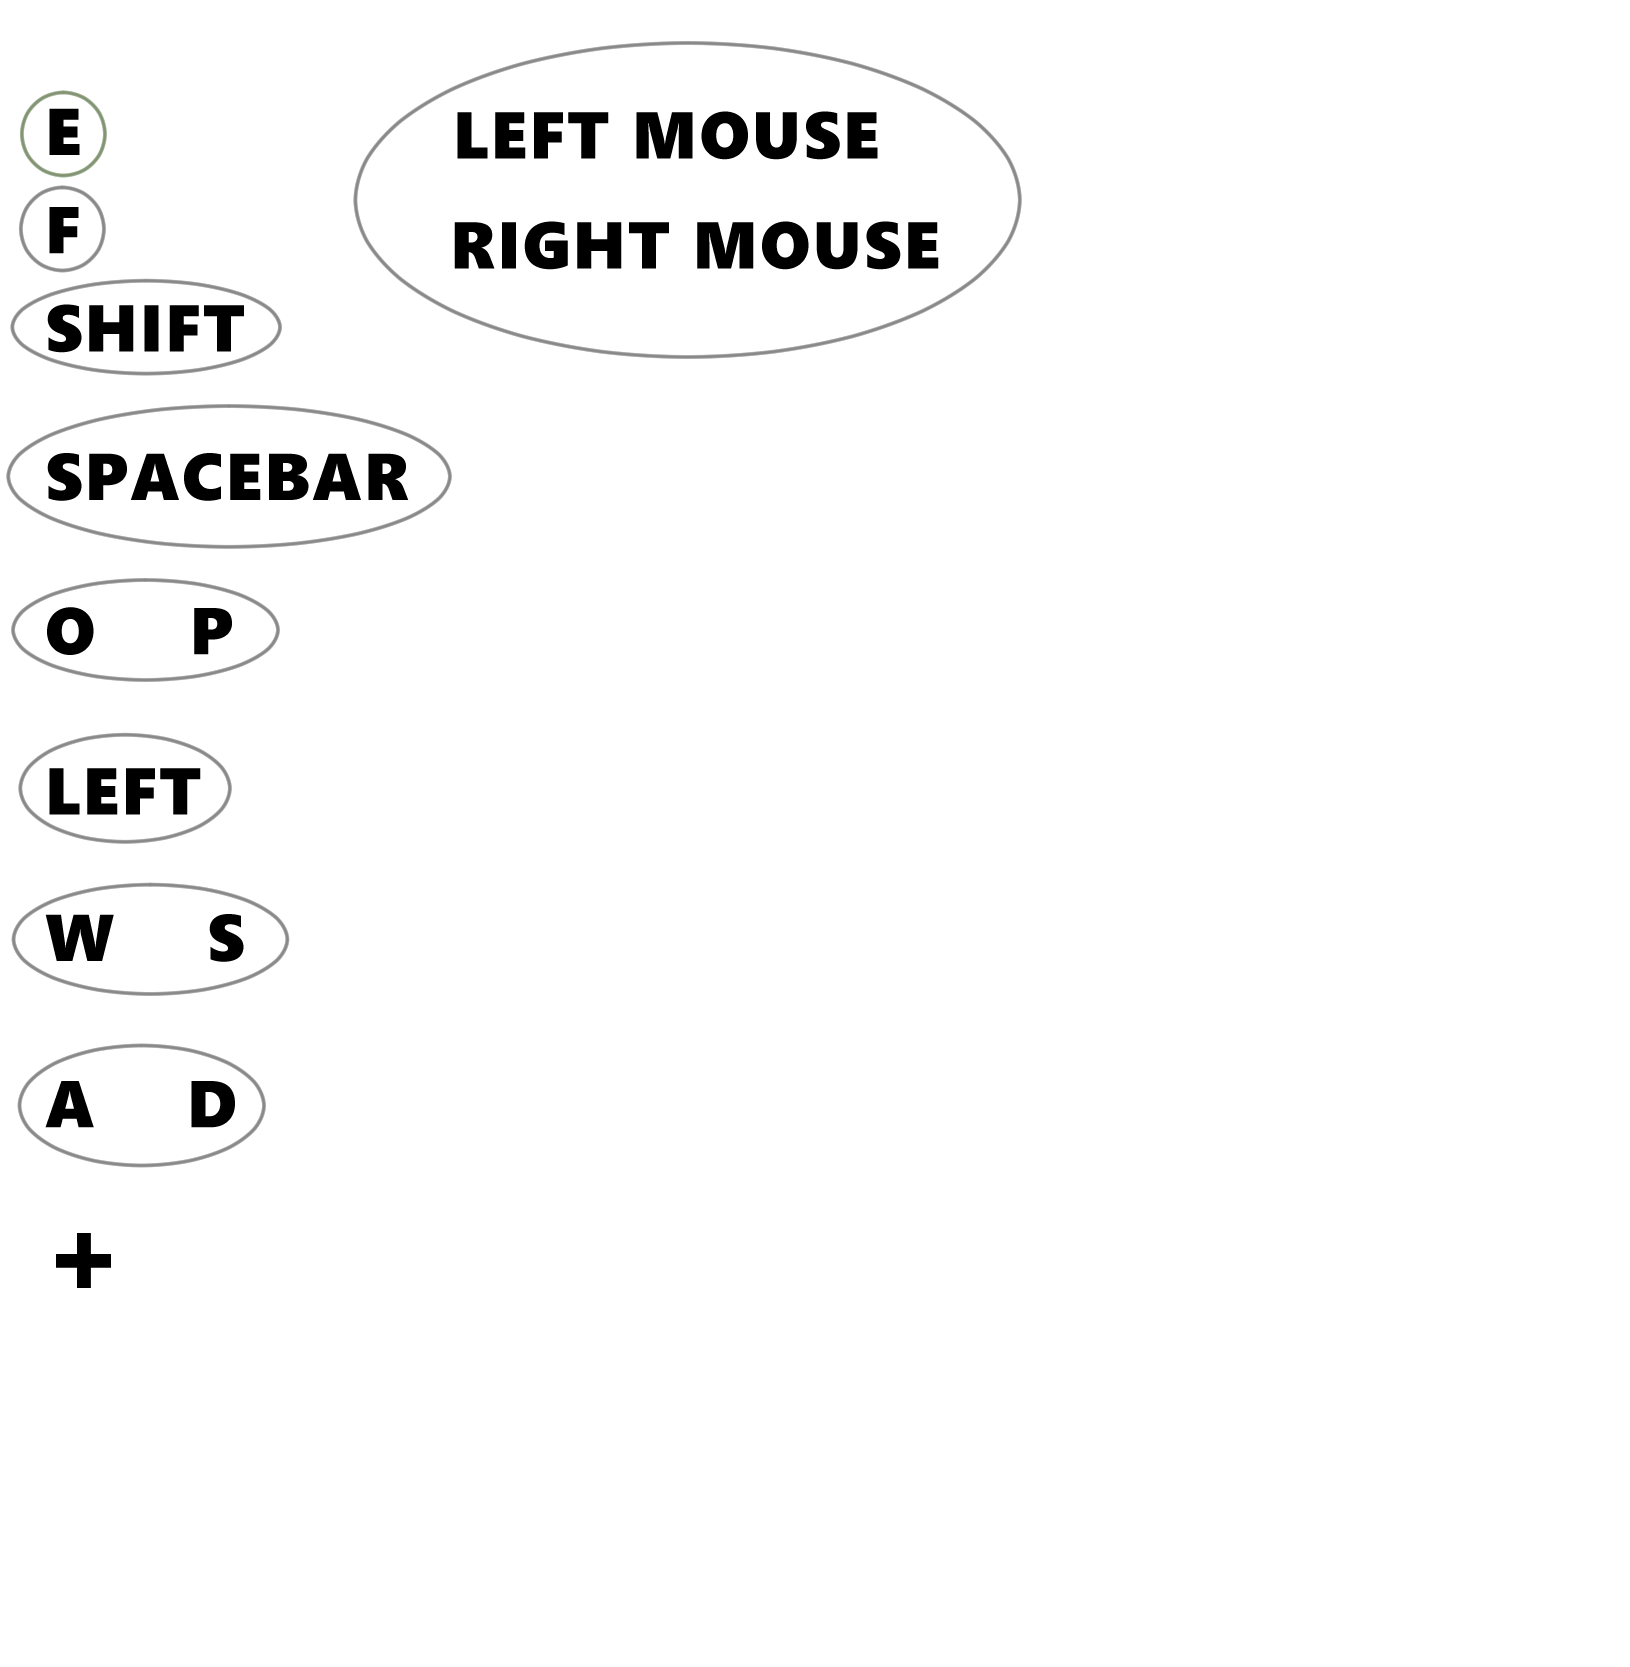 E
F
SHIFT
LEFT MOUSE
RIGHT MOUSE
SPACEBAR
O P
LEFT
W S
A D
+